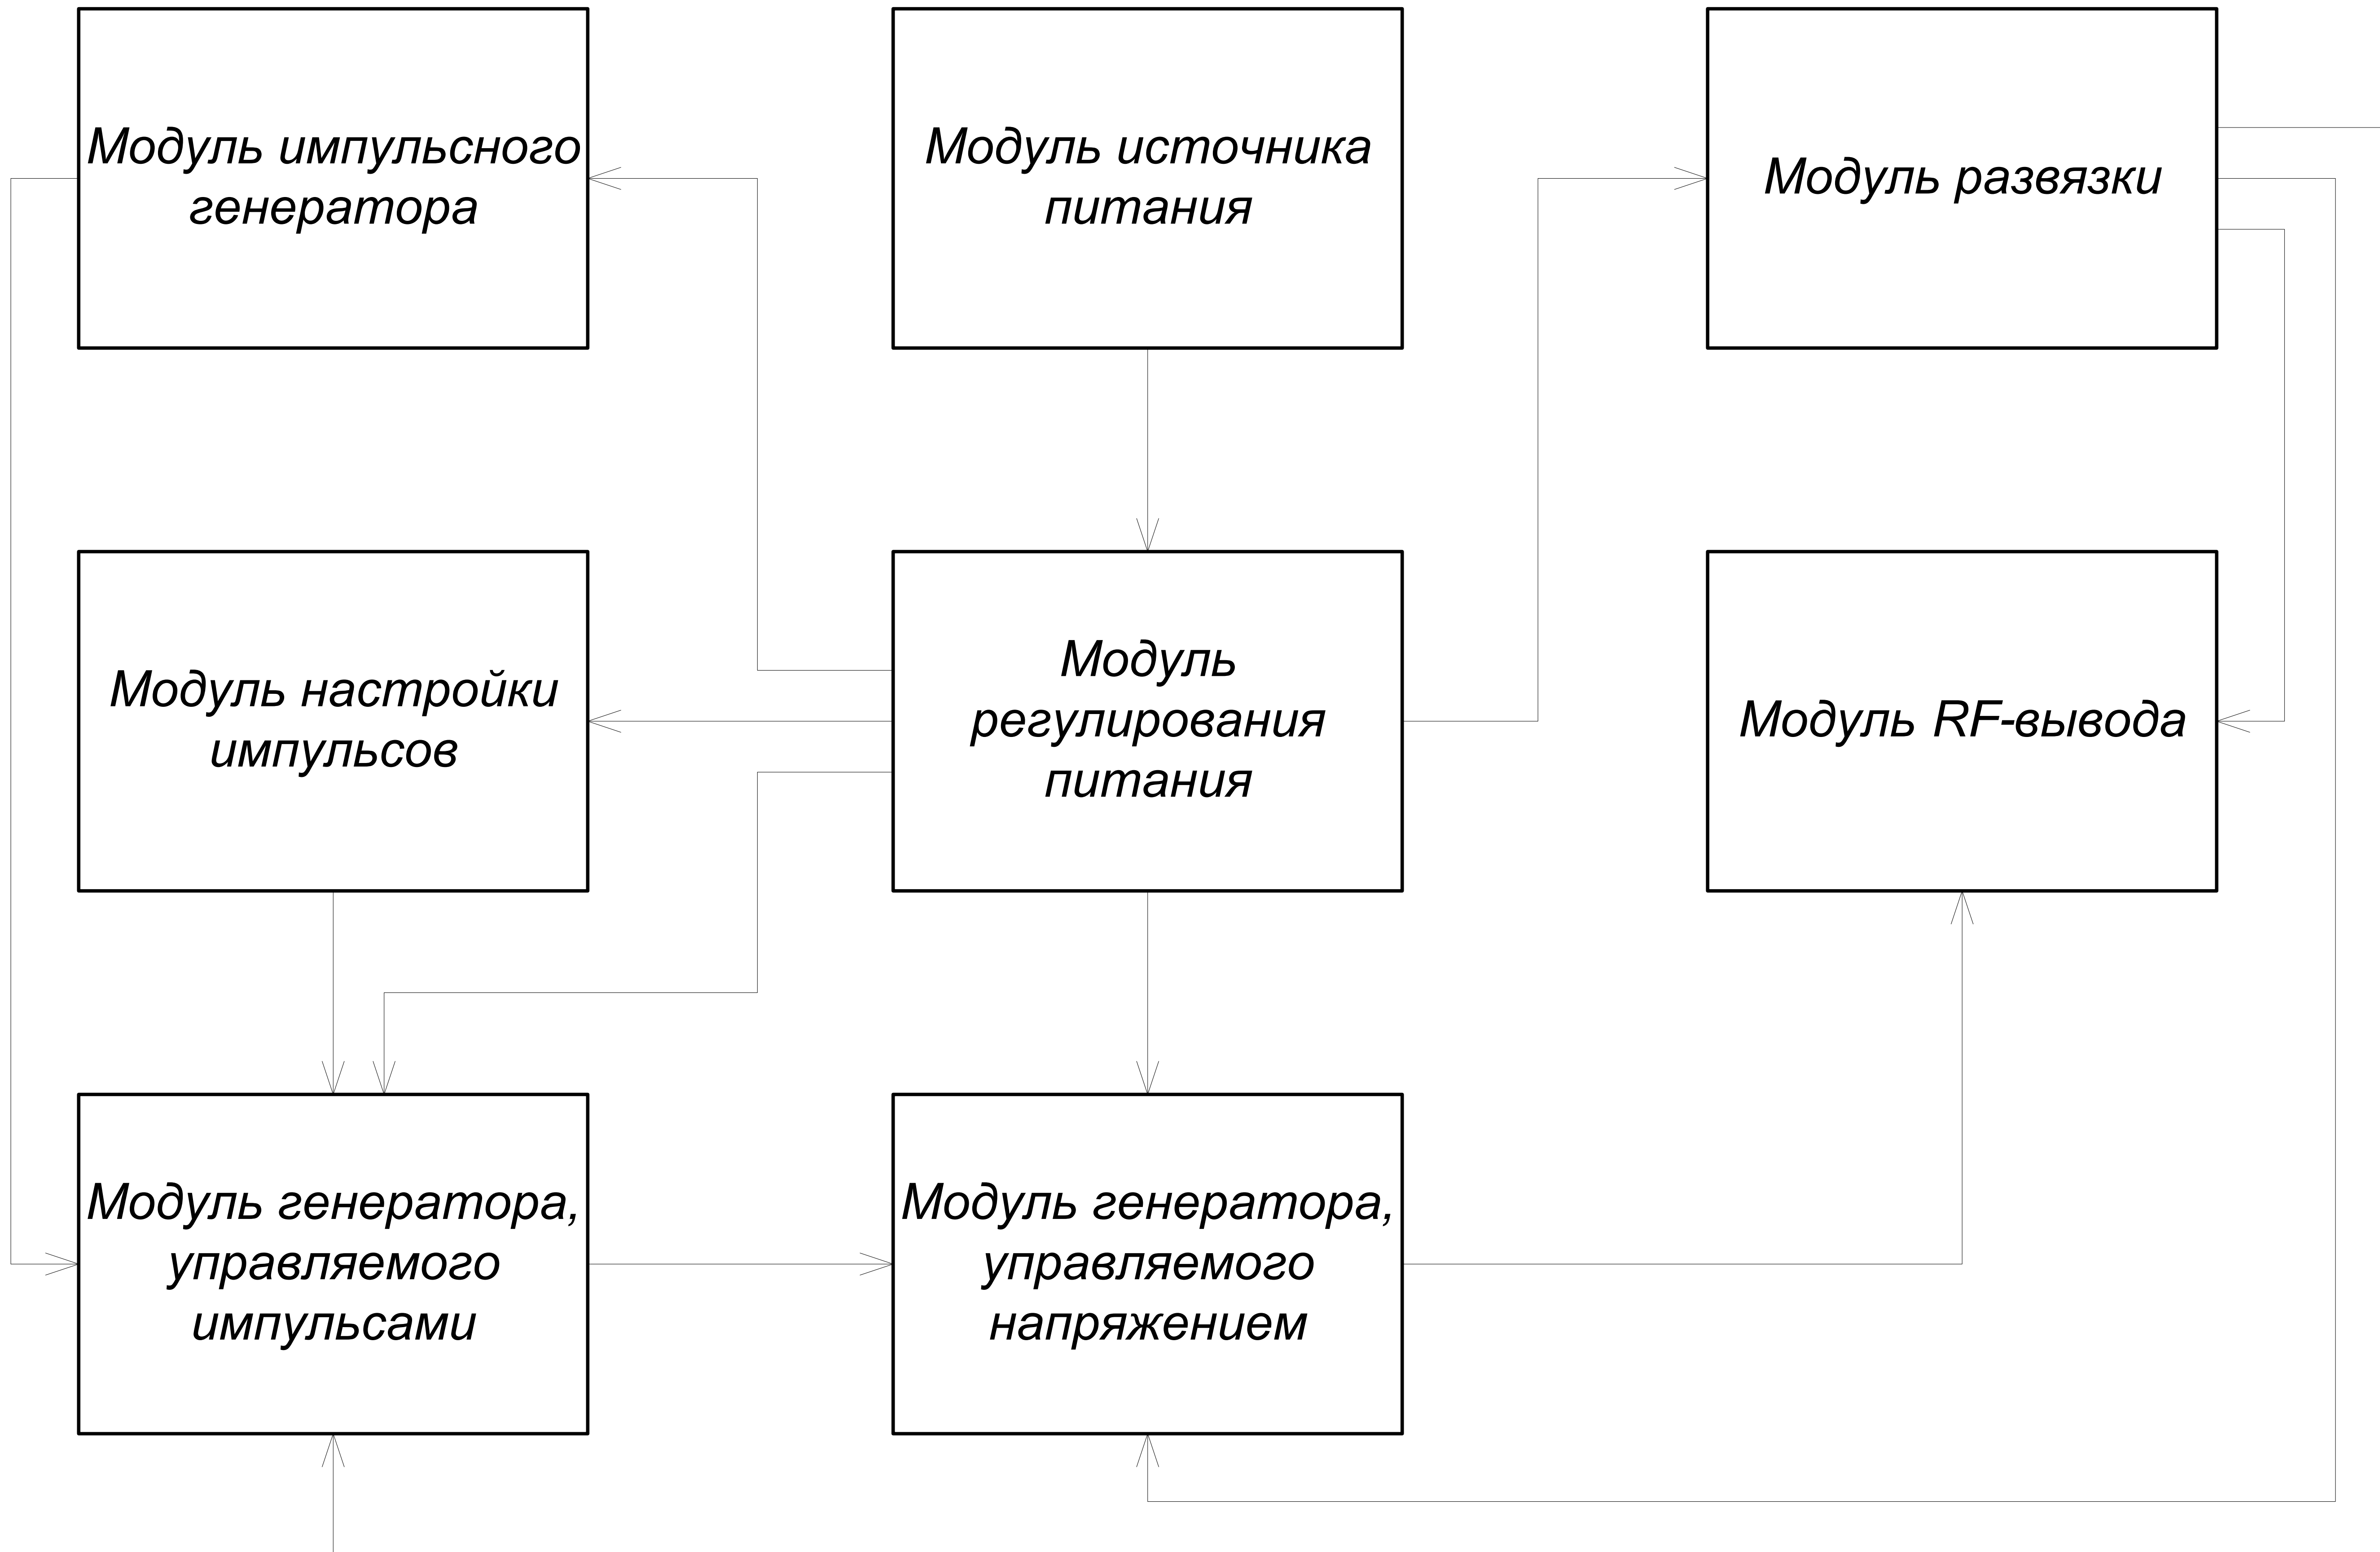 Модуль импульсного
генератора
Модуль источника
питания
Модуль развязки
Модуль настройки
импульсов
Модуль
регулирования
питания
Модуль RF-вывода
Модуль генератора,
управляемого
импульсами
Модуль генератора,
управляемого
напряжением